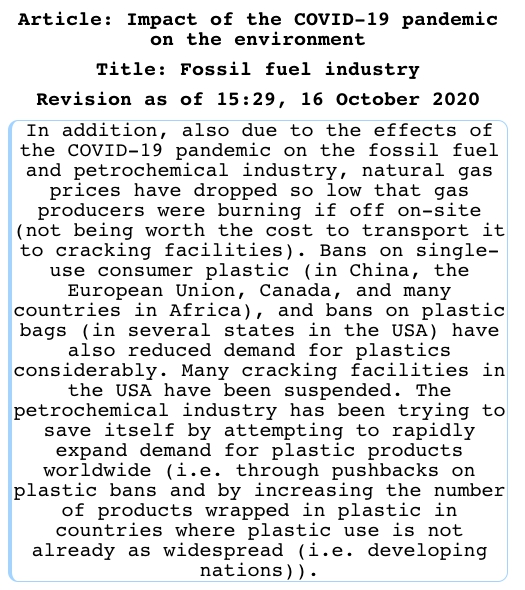 Article: Impact of the COVID-19 pandemic
on the environment
Title: Fossil fuel industry
Revision as of 15:29, 16 October 2020
In addition, also due to the effects of
the COVID-19 pandemic on the fossil fuel
and petrochemical industry, natural gas
prices have dropped so low that gas
producers were burning if off on-site
(not being worth the cost to transport it
to cracking facilities). Bans on single-
use consumer plastic (in China, the
European Union, Canada, and many
countries in Africa), and bans on plastic
bags (in several states in the USA) have
also reduced demand for plastics
considerably. Many cracking facilities in
the USA have been suspended. The
petrochemical industry has been trying to
save itself by attempting to rapidly
expand demand for plastic products
worldwide (i.e. through pushbacks on
plastic bans and by increasing the number
of products wrapped in plastic in
countries where plastic use is not
already as widespread (i.e. developing
nations)).